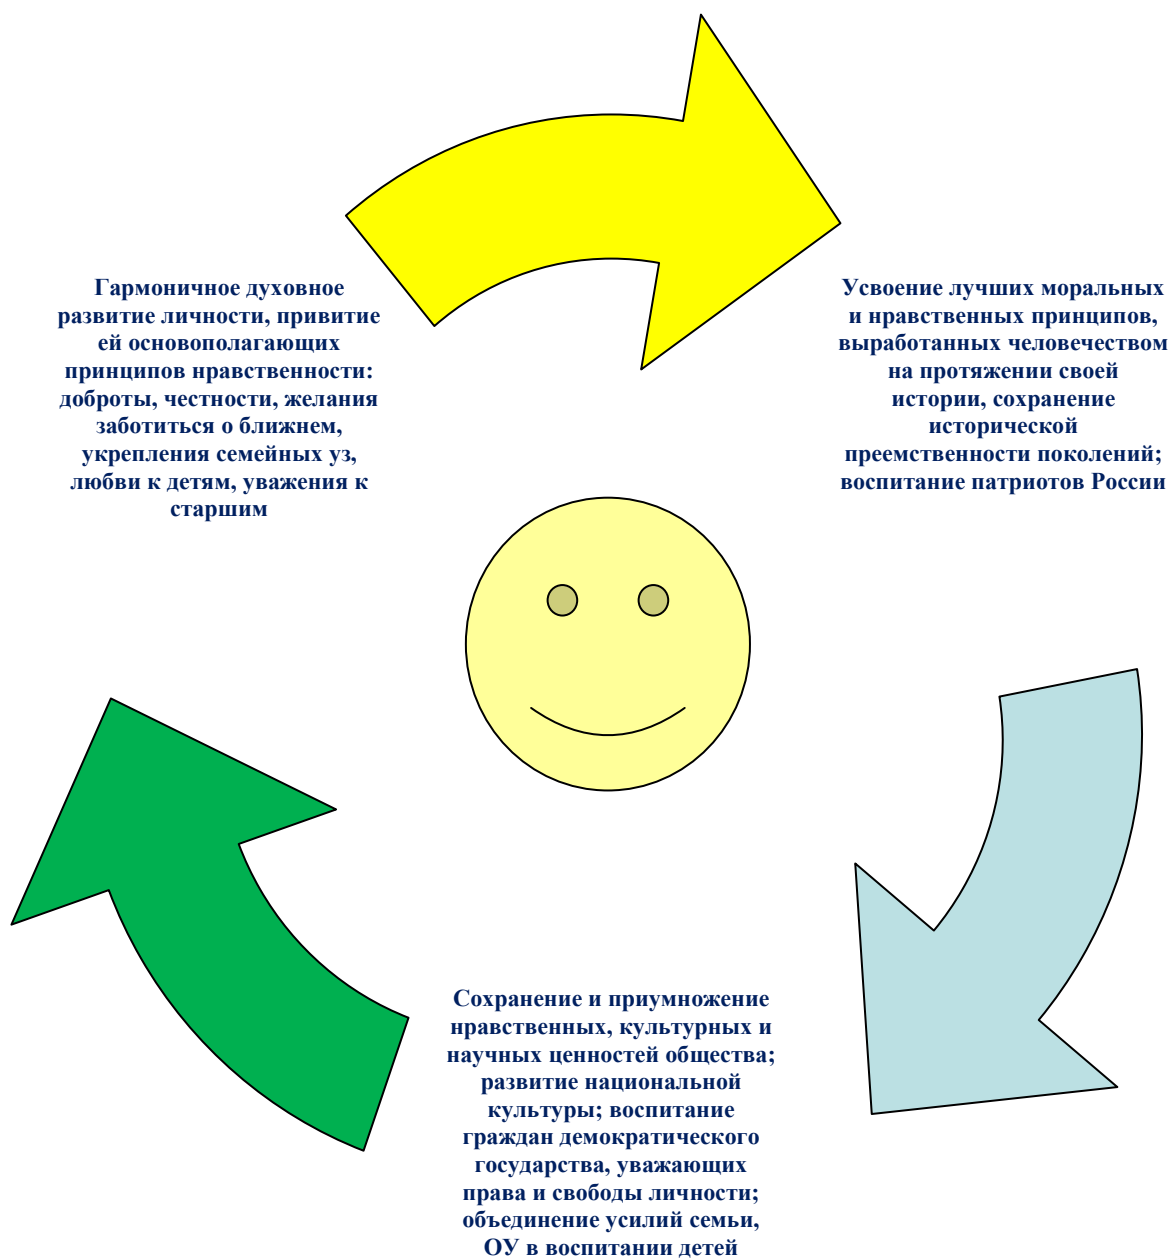 Гармоничное духовное
развитие личности, привитие
ей основополагающих
принципов нравственности:
доброты, честности, желания
заботиться о ближнем,
укрепления семейных уз,
любви к детям, уважения к
старшим
Усвоение лучших моральных
и нравственных принципов,
выработанных человечеством
на протяжении своей
истории, сохранение
исторической
преемственности поколений;
воспитание патриотов России
Сохранение и приумножение
нравственных, культурных и
научных ценностей общества;
развитие национальной
культуры; воспитание
граждан демократического
государства, уважающих
права и свободы личности;
объединение усилий семьи,
ОУ в воспитании детей